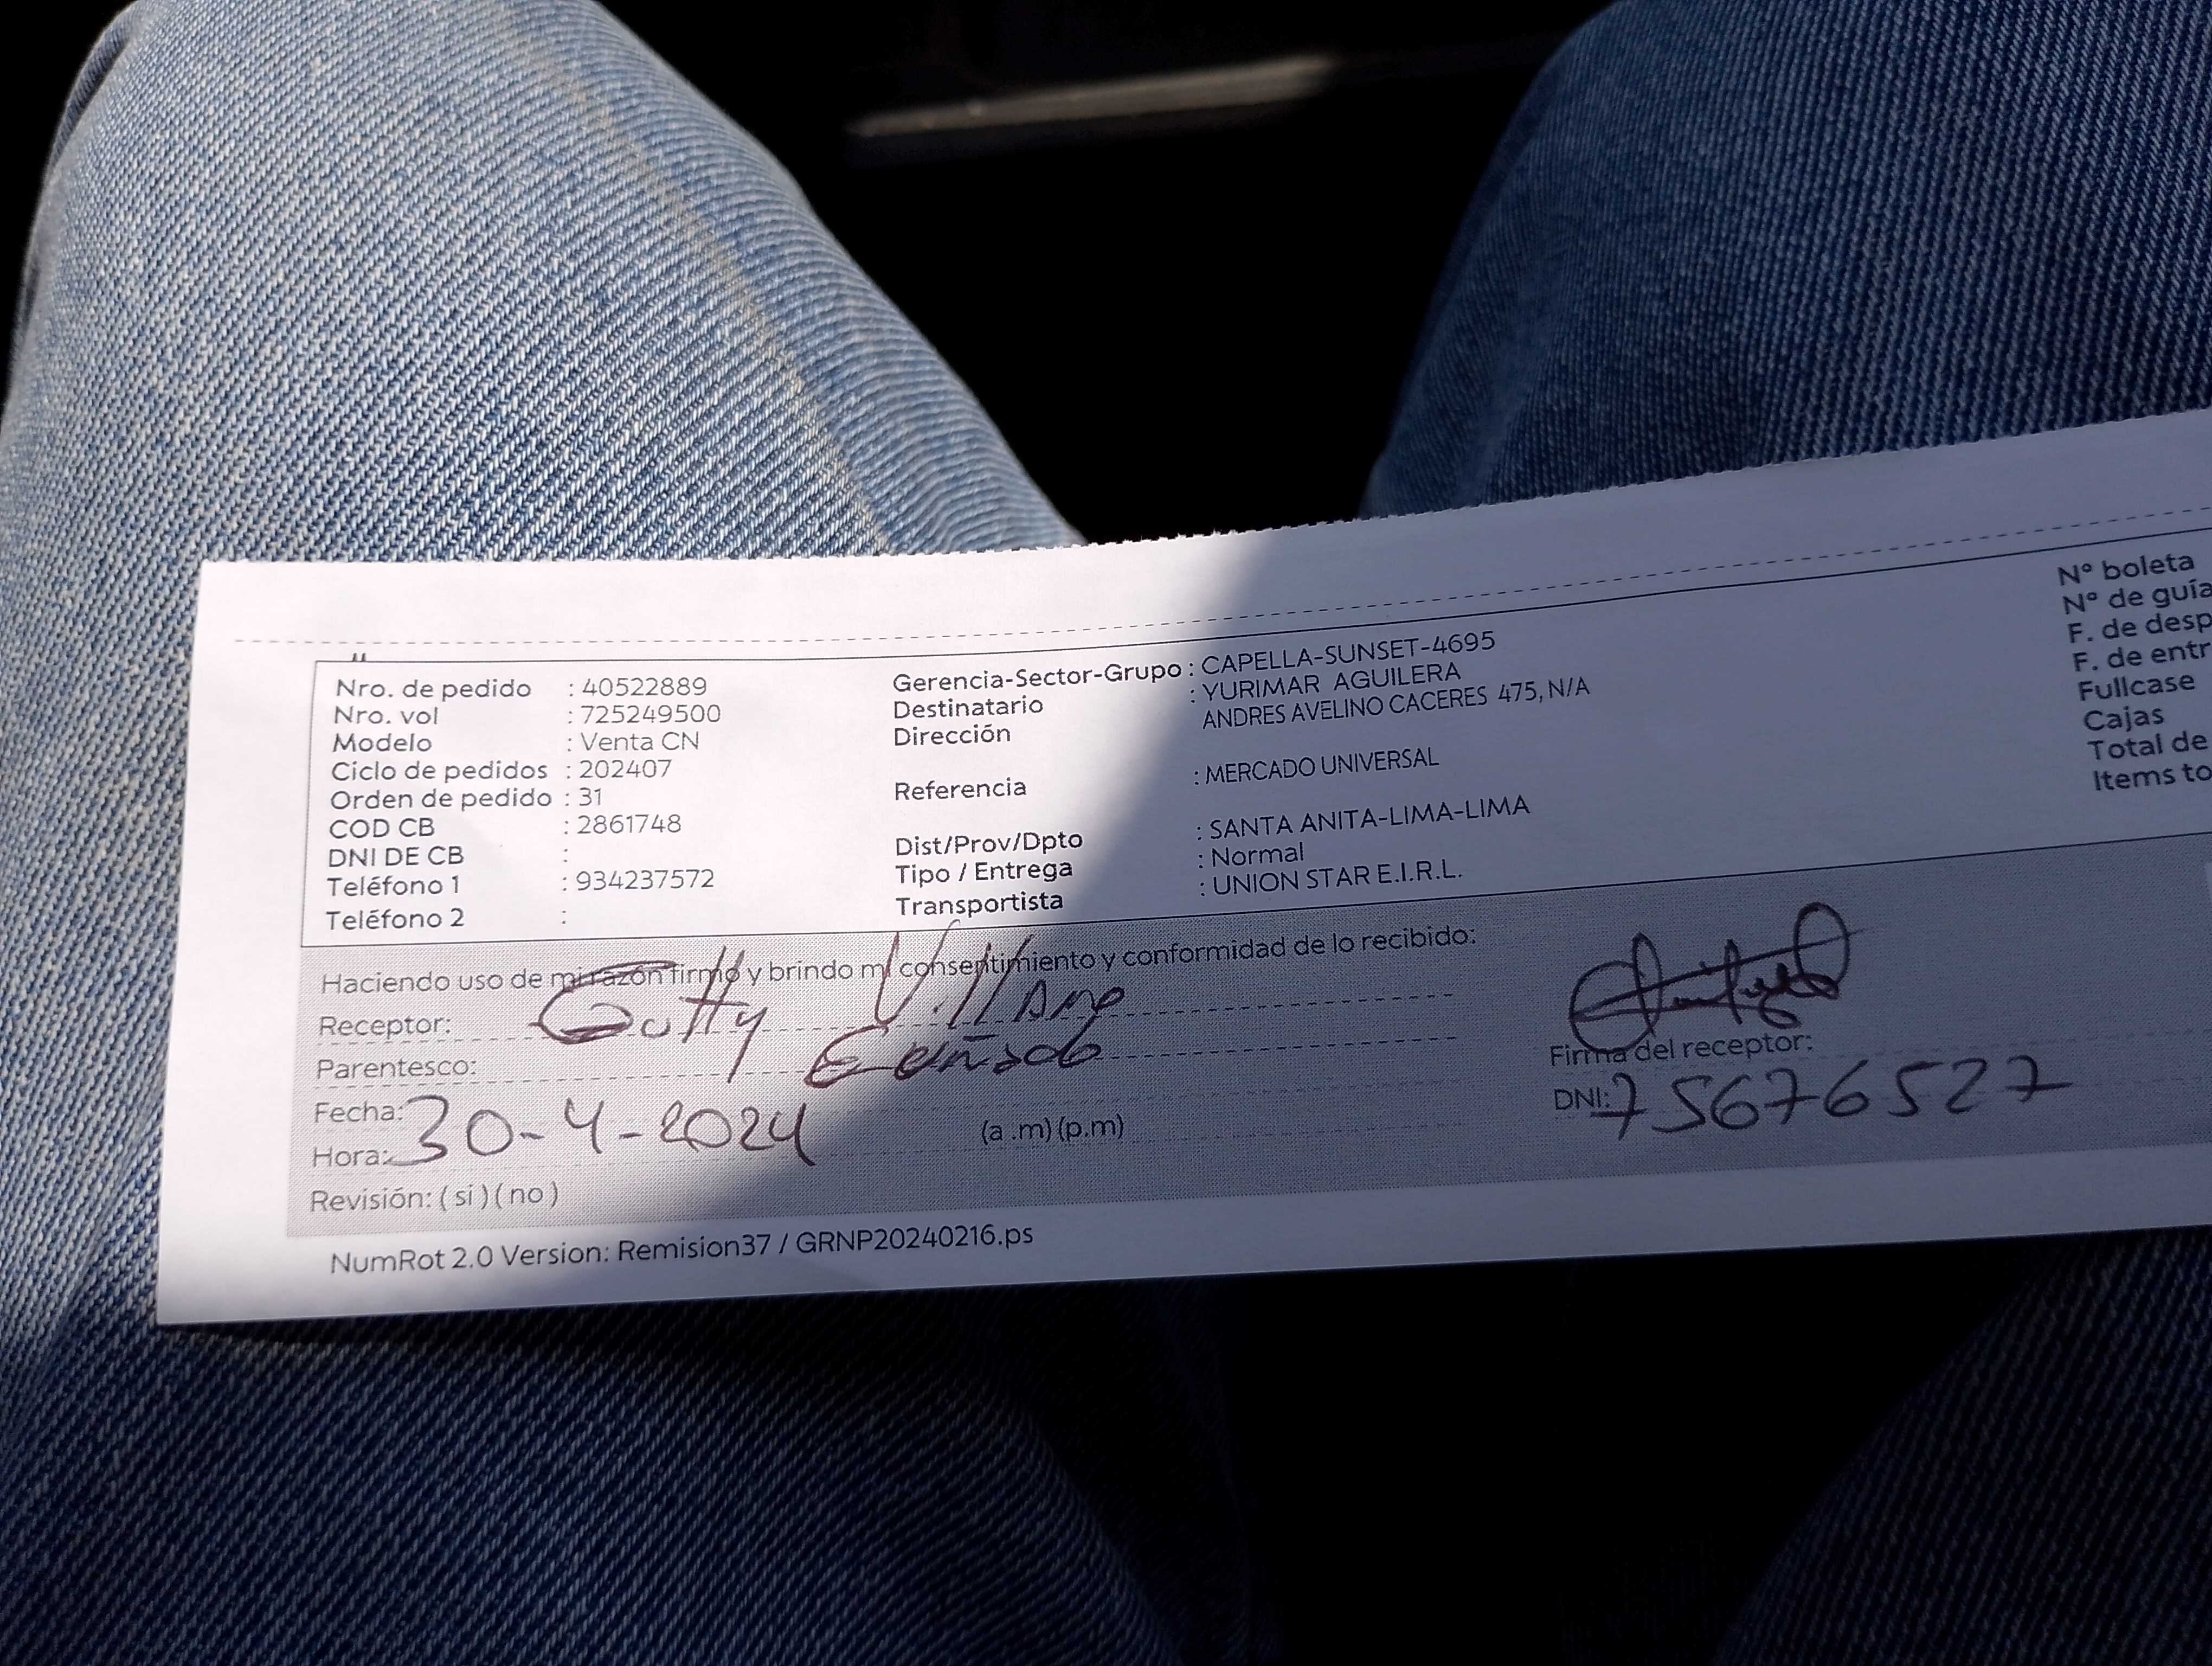 Nro. de pedido : 40522889
Nro. vol : 725249500
Modelo : Venta CN
Ciclo de pedidos : 202407
Orden de pedido : 31
COD CB : 2861748
DNI DE CB :
Teléfono 1 : 934237572
Teléfono 2 :
Gerencia-Sector-Grupo : CAPELLA-SUNSET-4695
Destinatario : YURIMAR AGUILERA
Dirección ANDRES AVELINO CACERES 475, N/A
Referencia : MERCADO UNIVERSAL
Dist/Prov/Dpto : SANTA ANITA-LIMA-LIMA
Tipo / Entrega : Normal
Transportista : UNION STAR E.I.R.L.
N° boleta
N° de guía
F. de desp
F. de entr
Fullcase
Cajas
Total de
Items to
Haciendo uso de mi razón firmo y brindo mi consentimiento y conformidad de lo recibido:
Receptor:
Parentesco:
Fecha: 30-4-2024
Hora: (a .m) (p.m)
Revisión: ( si ) ( no )
Firma del receptor:
DNI: 75676527
NumRot 2.0 Version: Remision37 / GRNP20240216.ps